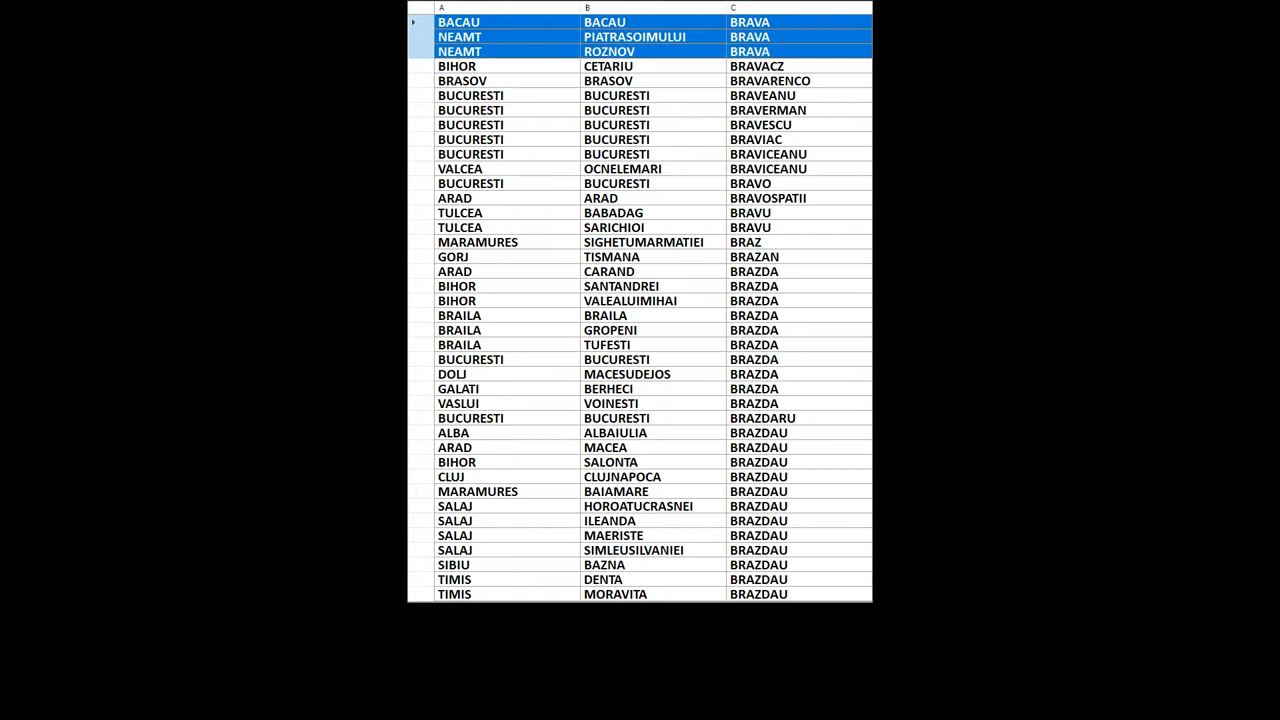 A B C
BACAU BACAU BRAVA
NEAMT PIATRASOIMULUI BRAVA
NEAMT ROZNOV BRAVA
BIHOR CETARIU BRAVACZ
BRASOV BRASOV BRAVARENCO
BUCURESTI BUCURESTI BRAVEANU
BUCURESTI BUCURESTI BRAVERMAN
BUCURESTI BUCURESTI BRAVESCU
BUCURESTI BUCURESTI BRAVIAC
BUCURESTI BUCURESTI BRAVICEANU
VALCEA OCNELEMARI BRAVICEANU
BUCURESTI BUCURESTI BRAVO
ARAD ARAD BRAVOSPATII
TULCEA BABADAG BRAVU
TULCEA SARICHIOI BRAVU
MARAMURES SIGHETUMARMATIEI BRAZ
GORJ TISMANA BRAZAN
ARAD CARAND BRAZDA
BIHOR SANTANDREI BRAZDA
BIHOR VALEALUIMIHAI BRAZDA
BRAILA BRAILA BRAZDA
BRAILA GROPENI BRAZDA
BRAILA TUFESTI BRAZDA
BUCURESTI BUCURESTI BRAZDA
DOLJ MACESUDEJOS BRAZDA
GALATI BERHECI BRAZDA
VASLUI VOINESTI BRAZDA
BUCURESTI BUCURESTI BRAZDARU
ALBA ALBAIULIA BRAZDAU
ARAD MACEA BRAZDAU
BIHOR SALONTA BRAZDAU
CLUJ CLUJNAPOCA BRAZDAU
MARAMURES BAIAMARE BRAZDAU
SALAJ HOROATUCRASNEI BRAZDAU
SALAJ ILEANDA BRAZDAU
SALAJ MAERISTE BRAZDAU
SALAJ SIMLEUSILVANIEI BRAZDAU
SIBIU BAZNA BRAZDAU
TIMIS DENTA BRAZDAU
TIMIS MORAVITA BRAZDAU